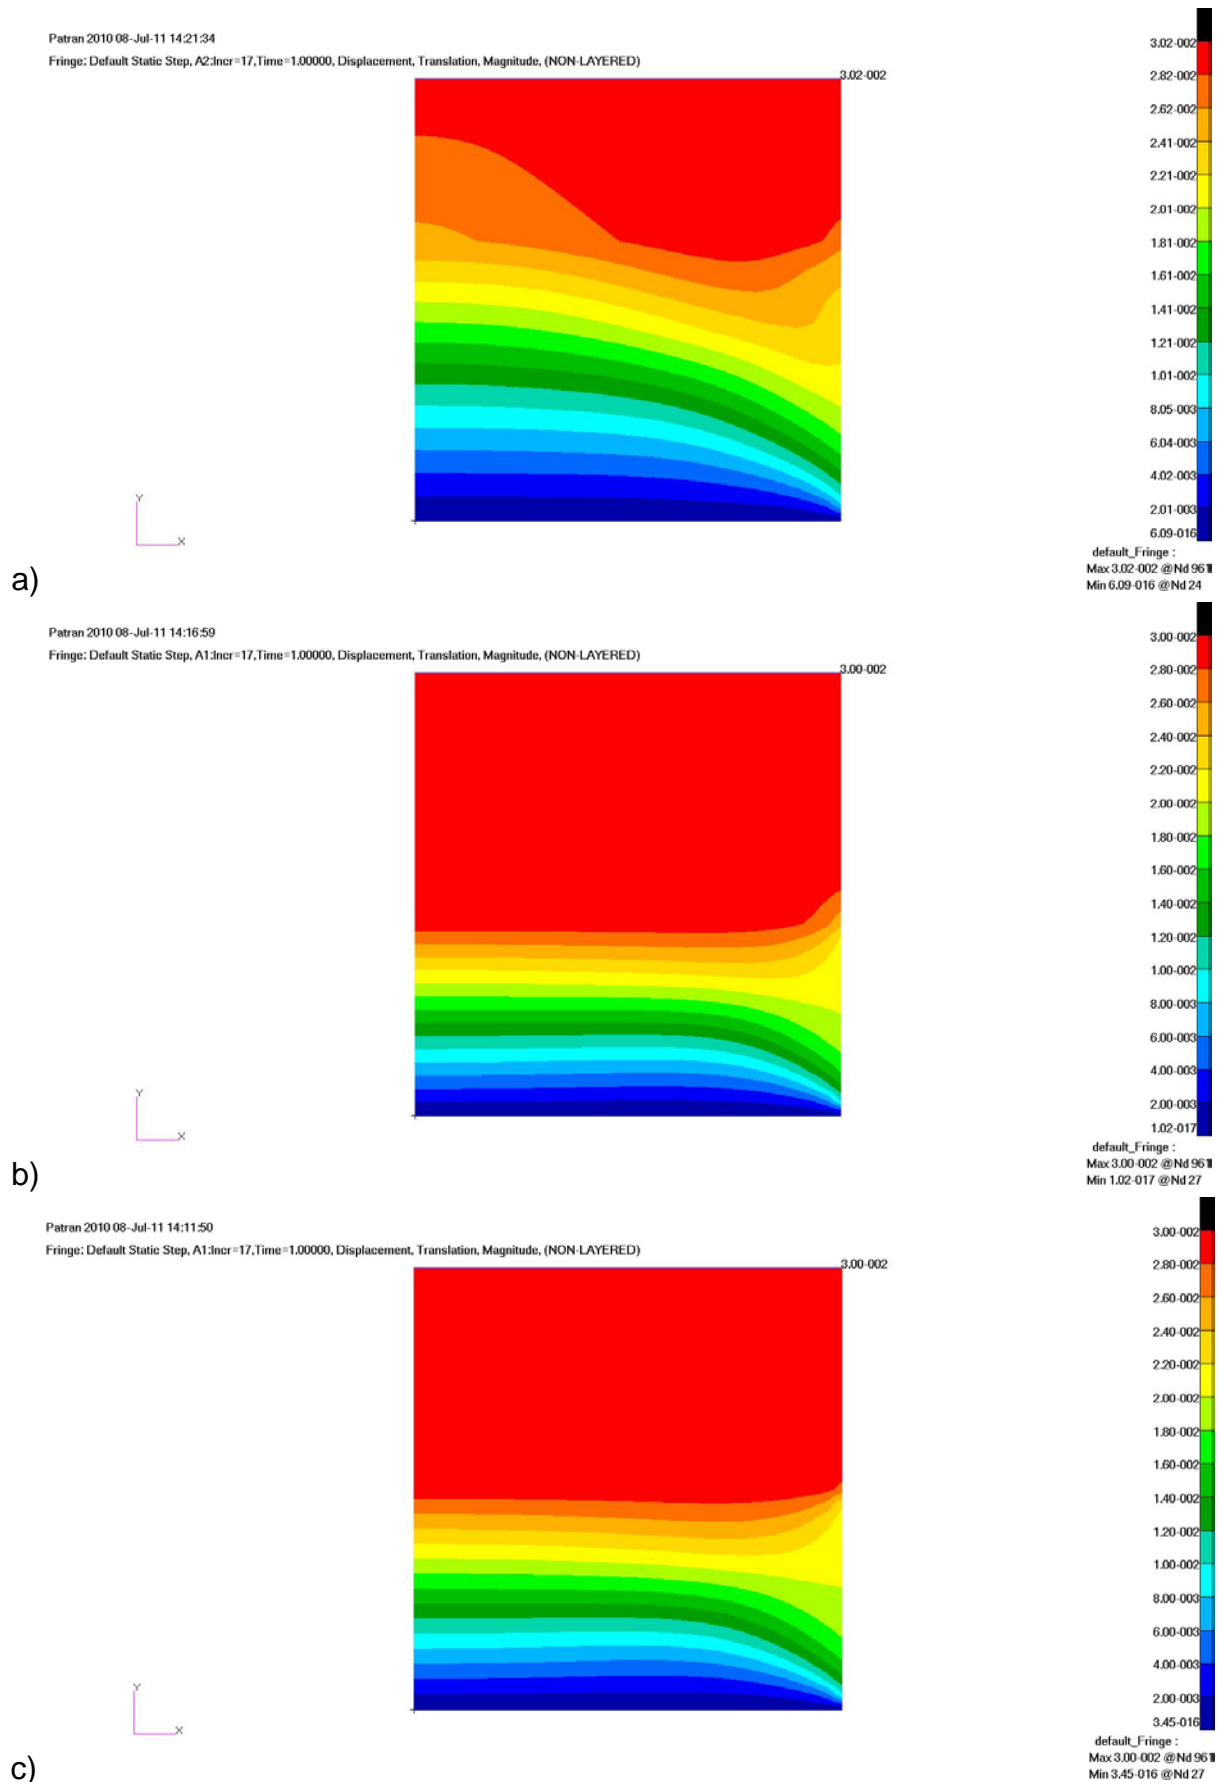 Patran 2010 08-Jul-11 14:21:34
Fringe: Default Static Step, A2:Incr=17,Time=1.00000, Displacement, Translation, Magnitude, (NON-LAYERED)
3.02-002
3.02-002
2.82-002
2.62-002
2.41-002
2.21-002
2.01-002
1.81-002
1.61-002
1.41-002
1.21-002
1.01-002
8.05-003
6.04-003
4.02-003
2.01-003
6.09-016
Y
X
default_Fringe :
Max 3.02-002 @Nd 961
Min 6.09-016 @Nd 24
a)
Patran 2010 08-Jul-11 14:16:59
Fringe: Default Static Step, A1:Incr=17,Time=1.00000, Displacement, Translation, Magnitude, (NON-LAYERED)
3.00-002
3.00-002
2.80-002
2.60-002
2.40-002
2.20-002
2.00-002
1.80-002
1.60-002
1.40-002
1.20-002
1.00-002
8.00-003
6.00-003
4.00-003
2.00-003
1.02-017
Y
X
default_Fringe :
Max 3.00-002 @Nd 961
Min 1.02-017 @Nd 27
b)
Patran 2010 08-Jul-11 14:11:50
Fringe: Default Static Step, A1:Incr=17,Time=1.00000, Displacement, Translation, Magnitude, (NON-LAYERED)
3.00-002
3.00-002
2.80-002
2.60-002
2.40-002
2.20-002
2.00-002
1.80-002
1.60-002
1.40-002
1.20-002
1.00-002
8.00-003
6.00-003
4.00-003
2.00-003
3.45-016
Y
X
default_Fringe :
Max 3.00-002 @Nd 961
Min 3.45-016 @Nd 27
c)